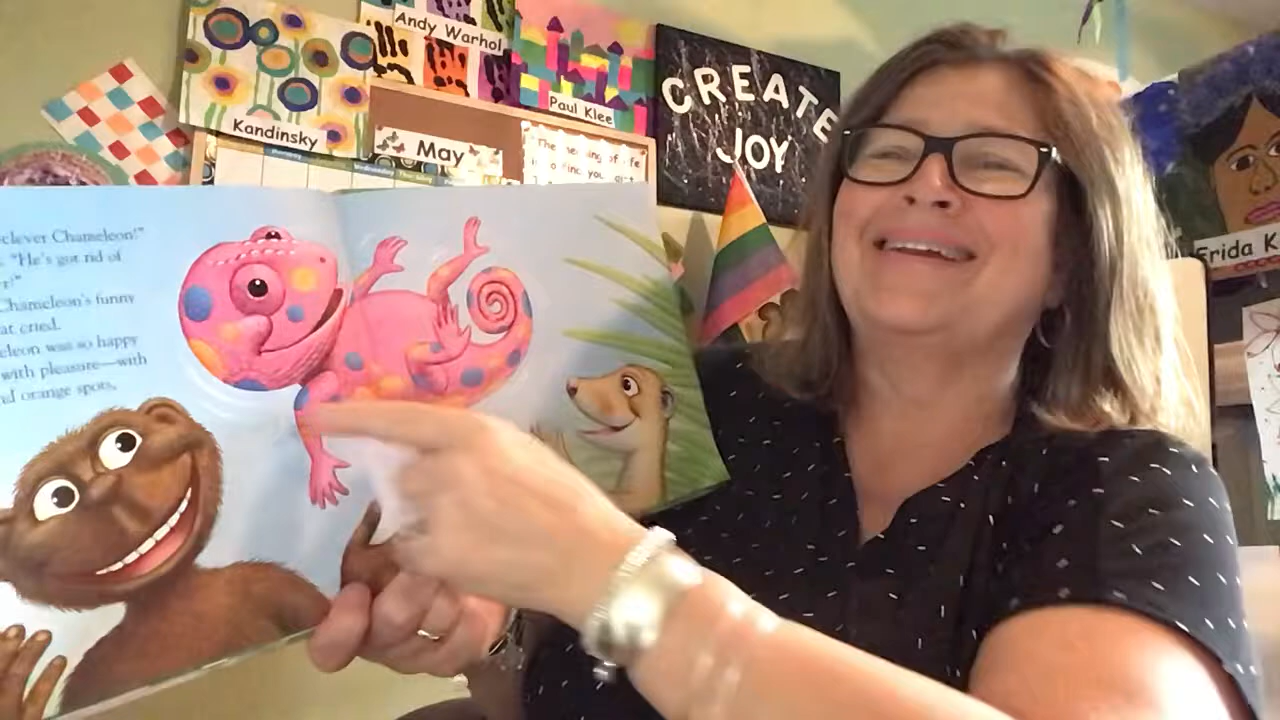 Andy Warhol
Paul Klee
Kandinsky
May
CREATE
JOY
Frida K
clever Chameleon!"
"He's got rid of
Chameleon's funny
at cried.
eleon was so happy
with pleasure—with
nd orange spots.